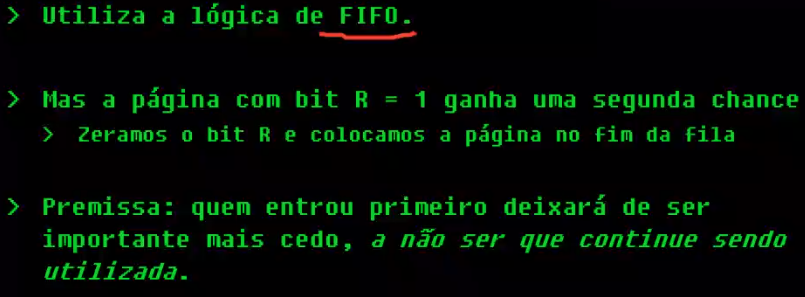 > Utiliza a lógica de FIFO.
> Mas a página com bit R = 1 ganha uma segunda chance
> Zeramos o bit R e colocamos a página no fim da fila
> Premissa: quem entrou primeiro deixará de ser
importante mais cedo, a não ser que continue sendo
utilizada.